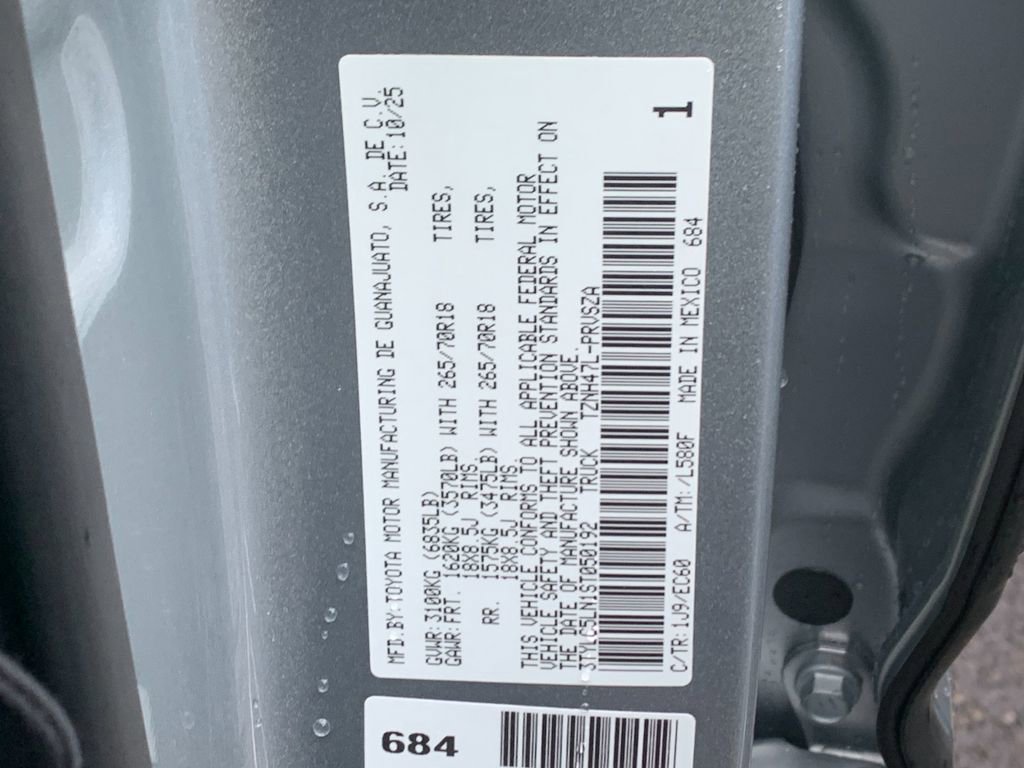 MFD.BY:TOYOTA MOTOR MANUFACTURING DE GUANAJUATO, S.A.DE C.V.
DATE:10/25
GVWR:3100KG (6835LB)
GAWR:FRT. 1620KG (3570LB) WITH 265/70R18 TIRES,
18X8.5J RIMS,
RR. 1575KG (3475LB) WITH 265/70R18 TIRES,
18X8.5J RIMS,
THIS VEHICLE CONFORMS TO ALL APPLICABLE FEDERAL MOTOR
VEHICLE SAFETY AND THEFT PREVENTION STANDARDS IN EFFECT ON
THE DATE OF MANUFACTURE SHOWN ABOVE.
3TYLC5LN1ST050192 TRUCK TZNH47L-PRVSZA
1
C/TR:1J9/EC60 A/TM:/L580F MADE IN MEXICO 684
684